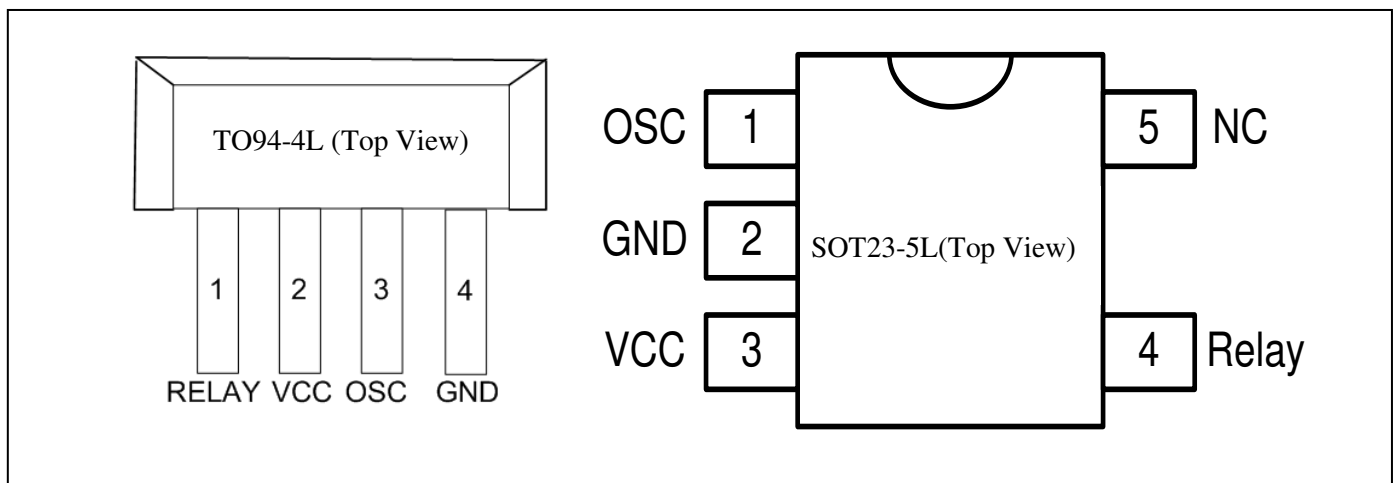 TO94-4L (Top View)
1 2 3 4
RELAY VCC OSC GND
OSC 1 5 NC
GND 2 SOT23-5L(Top View)
VCC 3 4 Relay